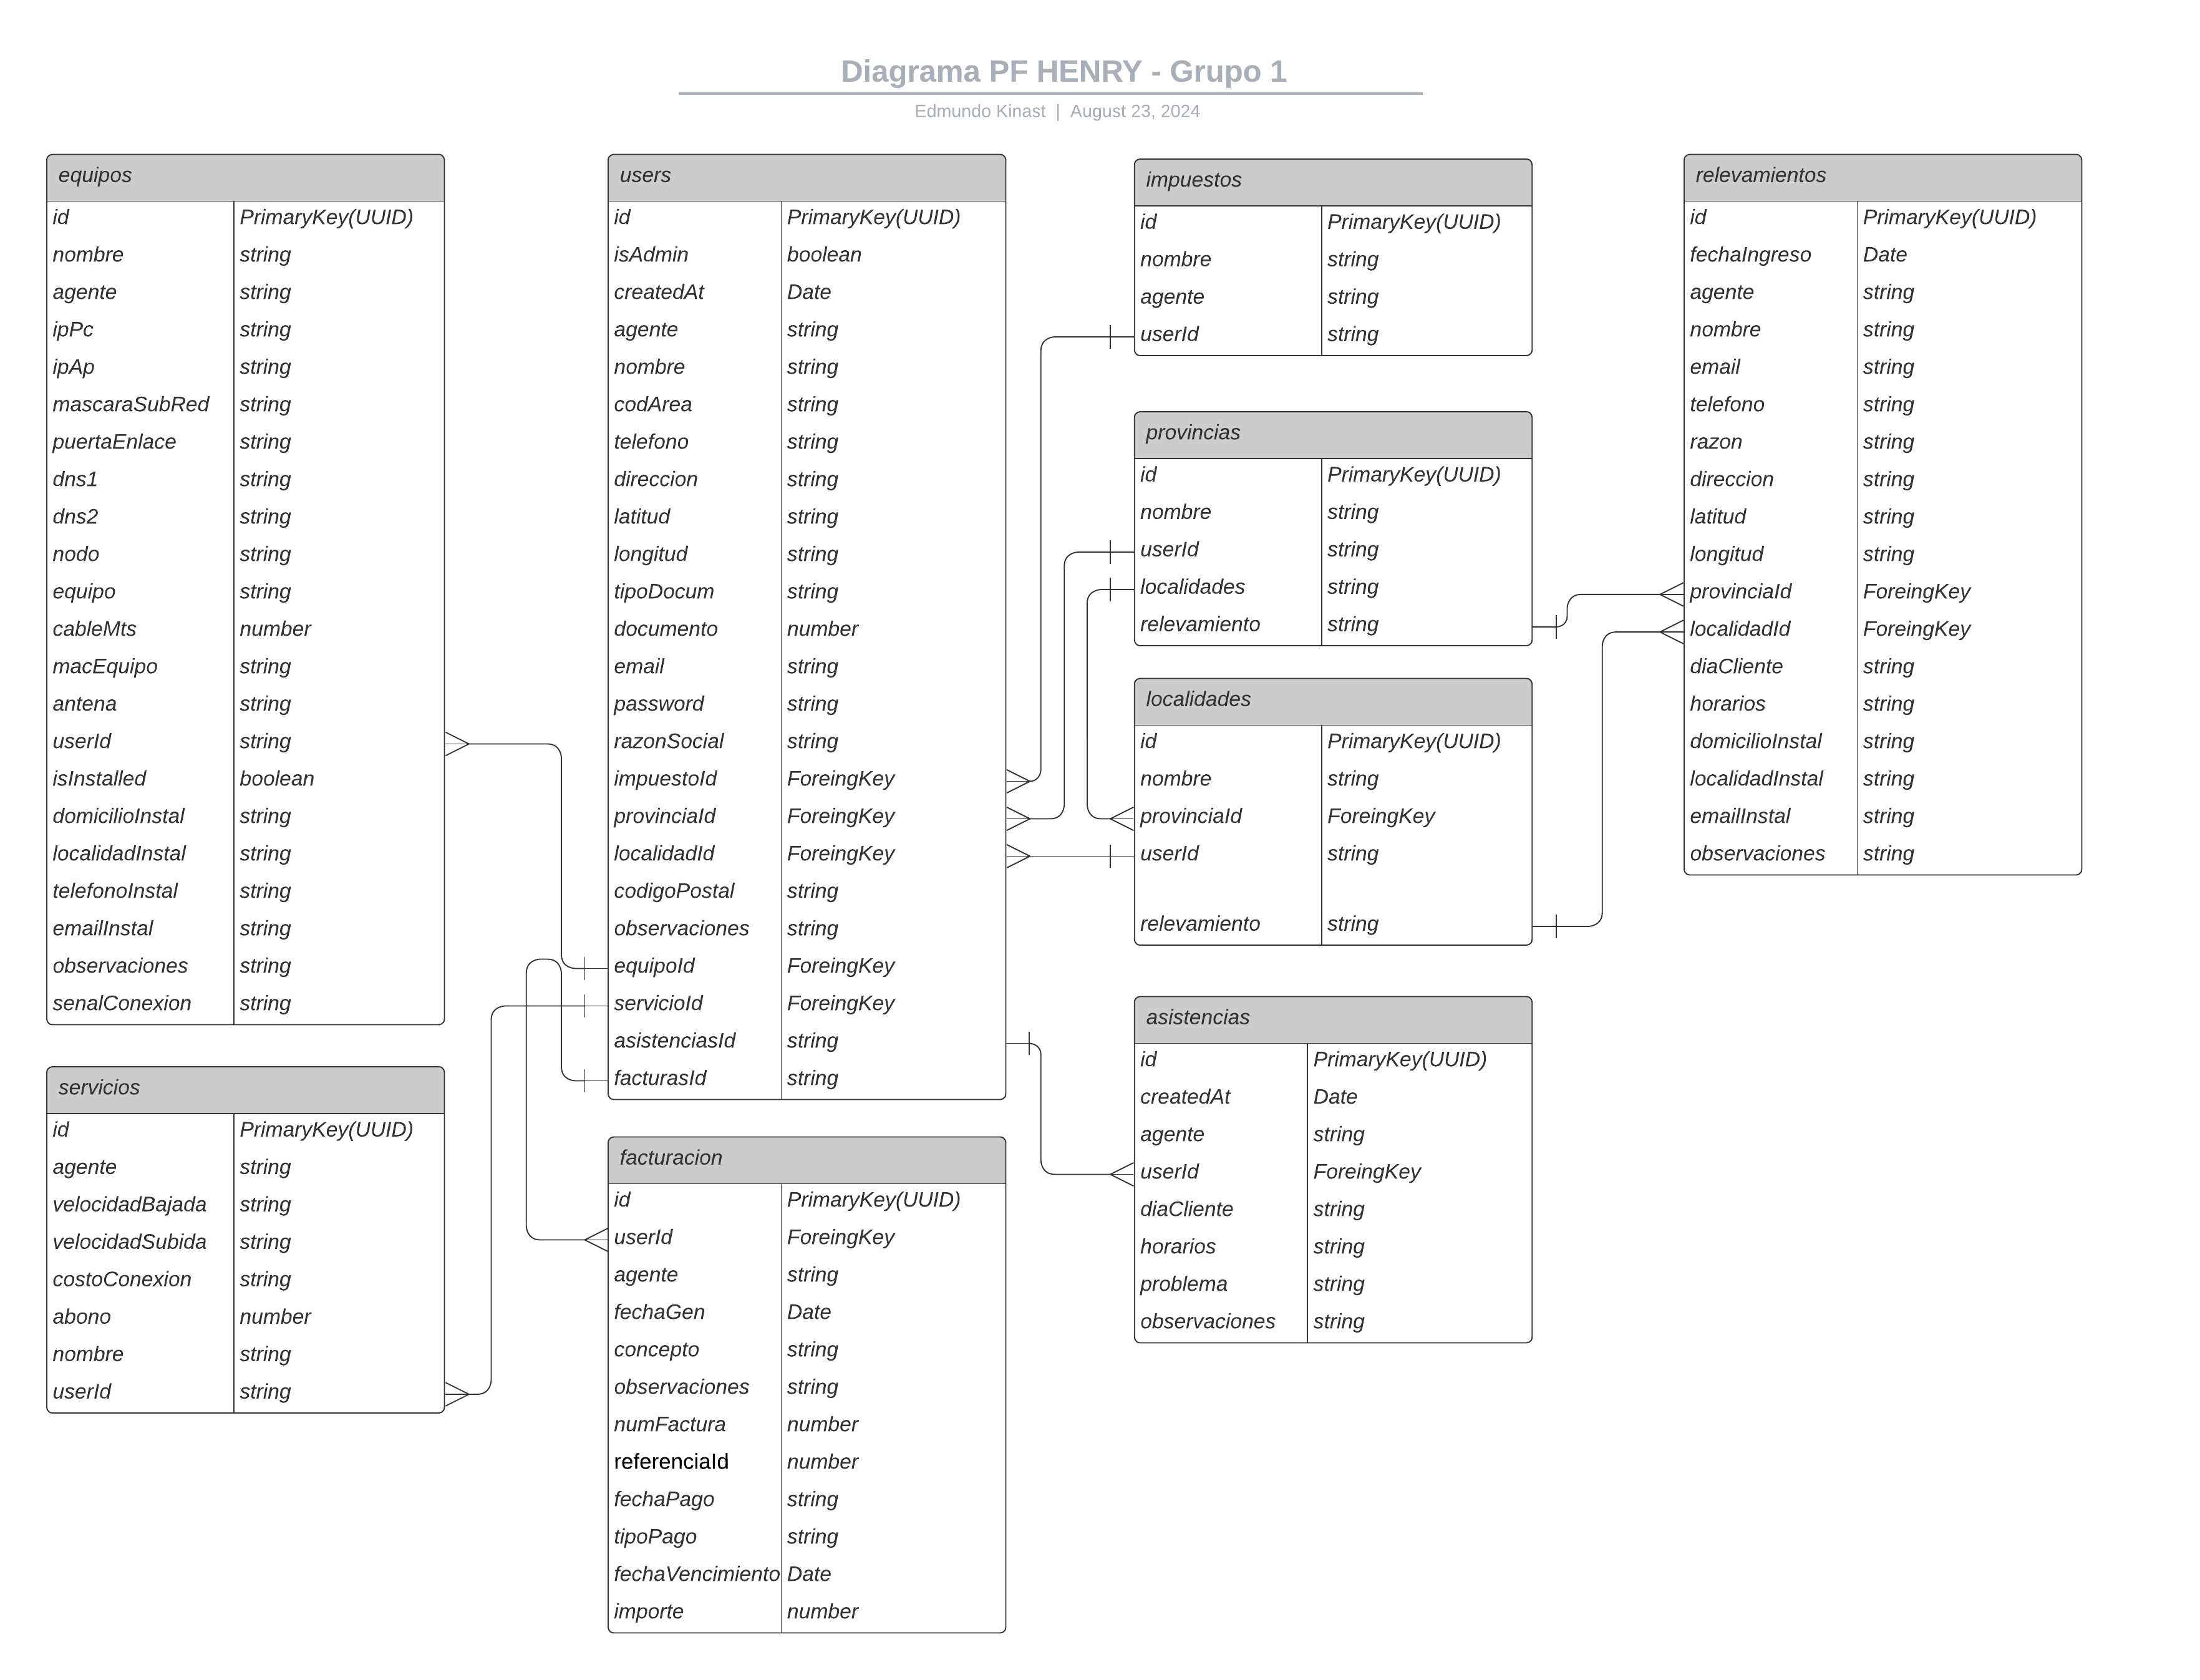 Diagrama PF HENRY - Grupo 1
Edmundo Kinast | August 23, 2024
equipos
id PrimaryKey(UUID)
nombre string
agente string
ipPc string
ipAp string
mascaraSubRed string
puertaEnlace string
dns1 string
dns2 string
nodo string
equipo string
cableMts number
macEquipo string
antena string
userId string
isInstalled boolean
domicilioInstal string
localidadInstal string
telefonoInstal string
emailInstal string
observaciones string
senalConexion string
servicios
id PrimaryKey(UUID)
agente string
velocidadBajada string
velocidadSubida string
costoConexion string
abono number
nombre string
userId string
users
id PrimaryKey(UUID)
isAdmin boolean
createdAt Date
agente string
nombre string
codArea string
telefono string
direccion string
latitud string
longitud string
tipoDocum string
documento number
email string
password string
razonSocial string
impuestoId ForeingKey
provinciaId ForeingKey
localidadId ForeingKey
codigoPostal string
observaciones string
equipoId ForeingKey
servicioId ForeingKey
asistenciasId string
facturasId string
facturacion
id PrimaryKey(UUID)
userId ForeingKey
agente string
fechaGen Date
concepto string
observaciones string
numFactura number
referenciaId number
fechaPago string
tipoPago string
fechaVencimiento Date
importe number
impuestos
id PrimaryKey(UUID)
nombre string
agente string
userId string
provincias
id PrimaryKey(UUID)
nombre string
userId string
localidades string
relevamiento string
localidades
id PrimaryKey(UUID)
nombre string
provinciaId ForeingKey
userId string
relevamiento string
asistencias
id PrimaryKey(UUID)
createdAt Date
agente string
userId ForeingKey
diaCliente string
horarios string
problema string
observaciones string
relevamientos
id PrimaryKey(UUID)
fechaIngreso Date
agente string
nombre string
email string
telefono string
razon string
direccion string
latitud string
longitud string
provinciaId ForeingKey
localidadId ForeingKey
diaCliente string
horarios string
domicilioInstal string
localidadInstal string
emailInstal string
observaciones string